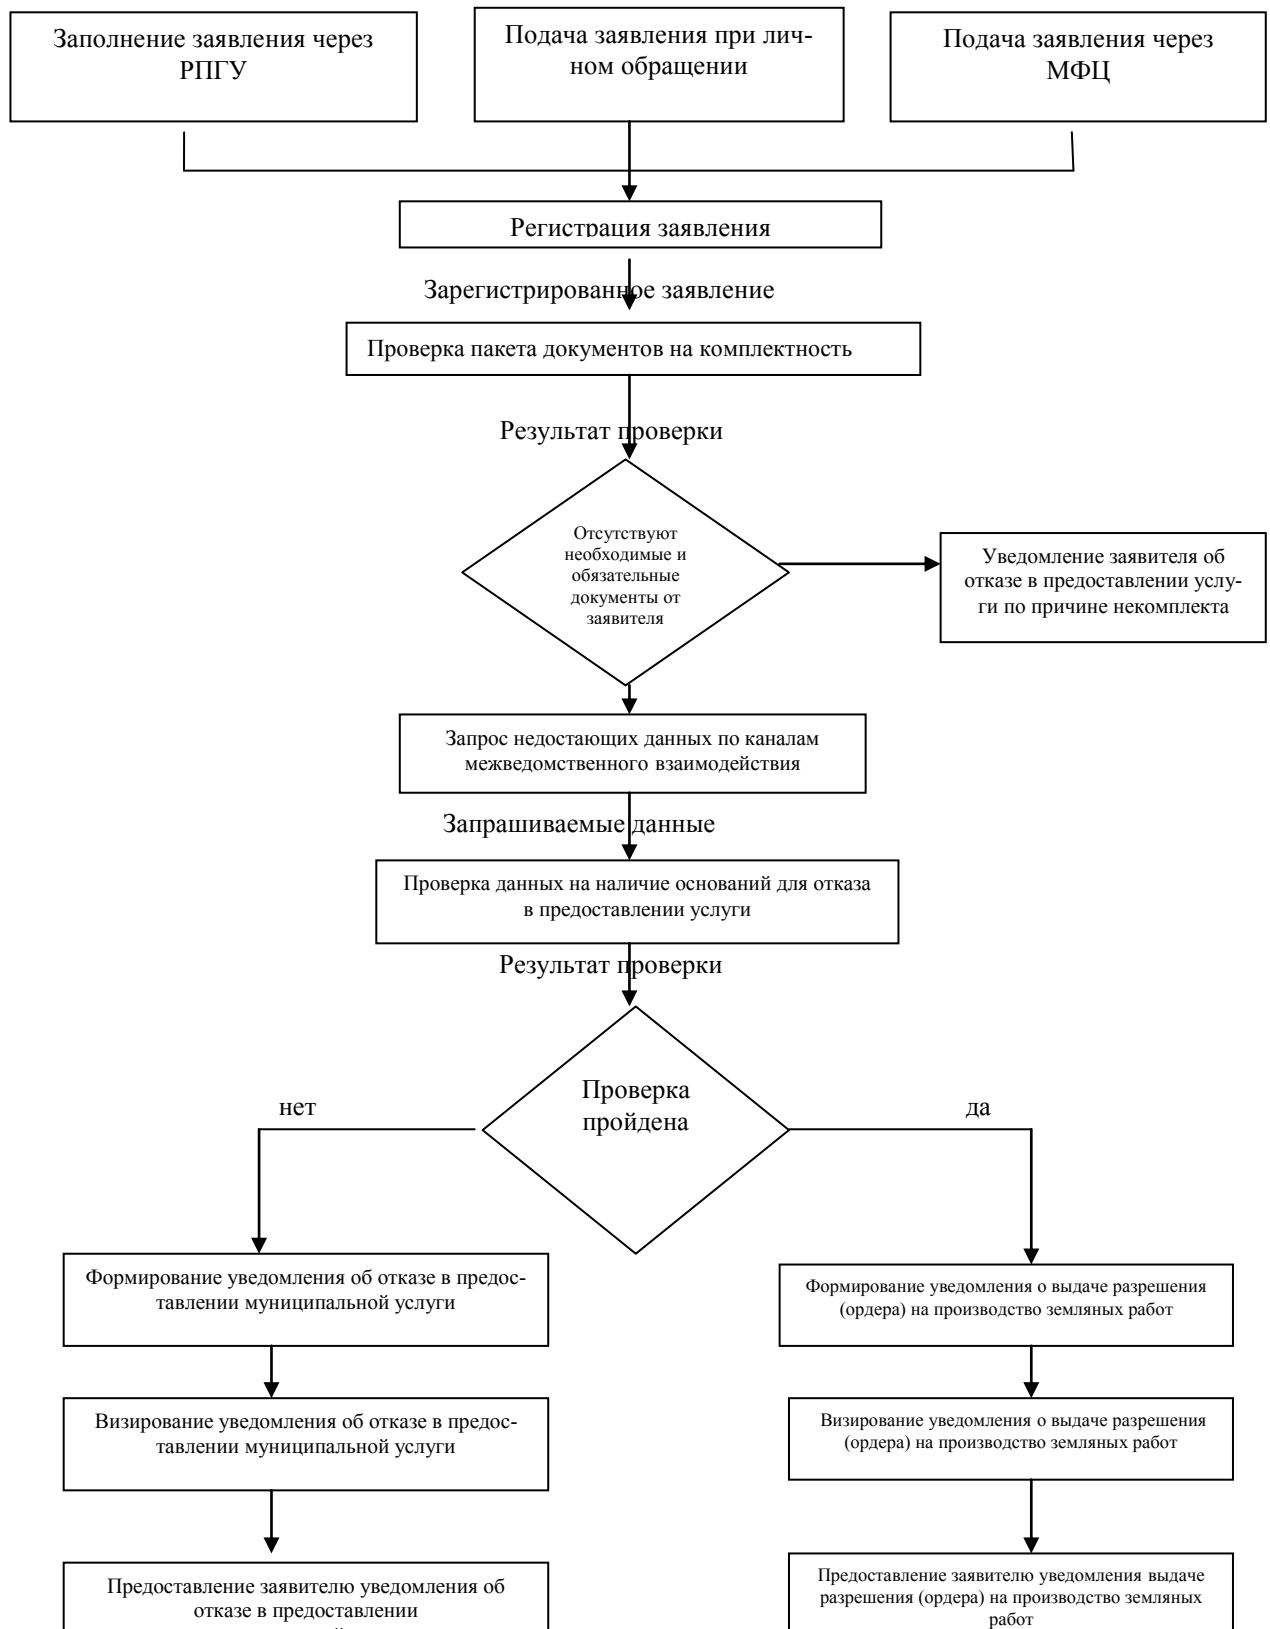 Заполнение заявления через
РПГУ
Подача заявления при лич-
ном обращении
Подача заявления через
МФЦ
Регистрация заявления
Зарегистрированное заявление
Проверка пакета документов на комплектность
Результат проверки
Отсутствуют
необходимые и
обязательные
документы от
заявителя
Уведомление заявителя об
отказе в предоставлении услу-
ги по причине некомплекта
Запрос недостающих данных по каналам
межведомственного взаимодействия
Запрашиваемые данные
Проверка данных на наличие оснований для отказа
в предоставлении услуги
Результат проверки
Проверка
пройдена
нет
да
Формирование уведомления об отказе в предос-
тавлении муниципальной услуги
Формирование уведомления о выдаче разрешения
(ордера) на производство земляных работ
Визирование уведомления об отказе в предос-
тавлении муниципальной услуги
Визирование уведомления о выдаче разрешения
(ордера) на производство земляных работ
Предоставление заявителю уведомления об
отказе в предоставлении
Предоставление заявителю уведомления выдаче
разрешения (ордера) на производство земляных
работ